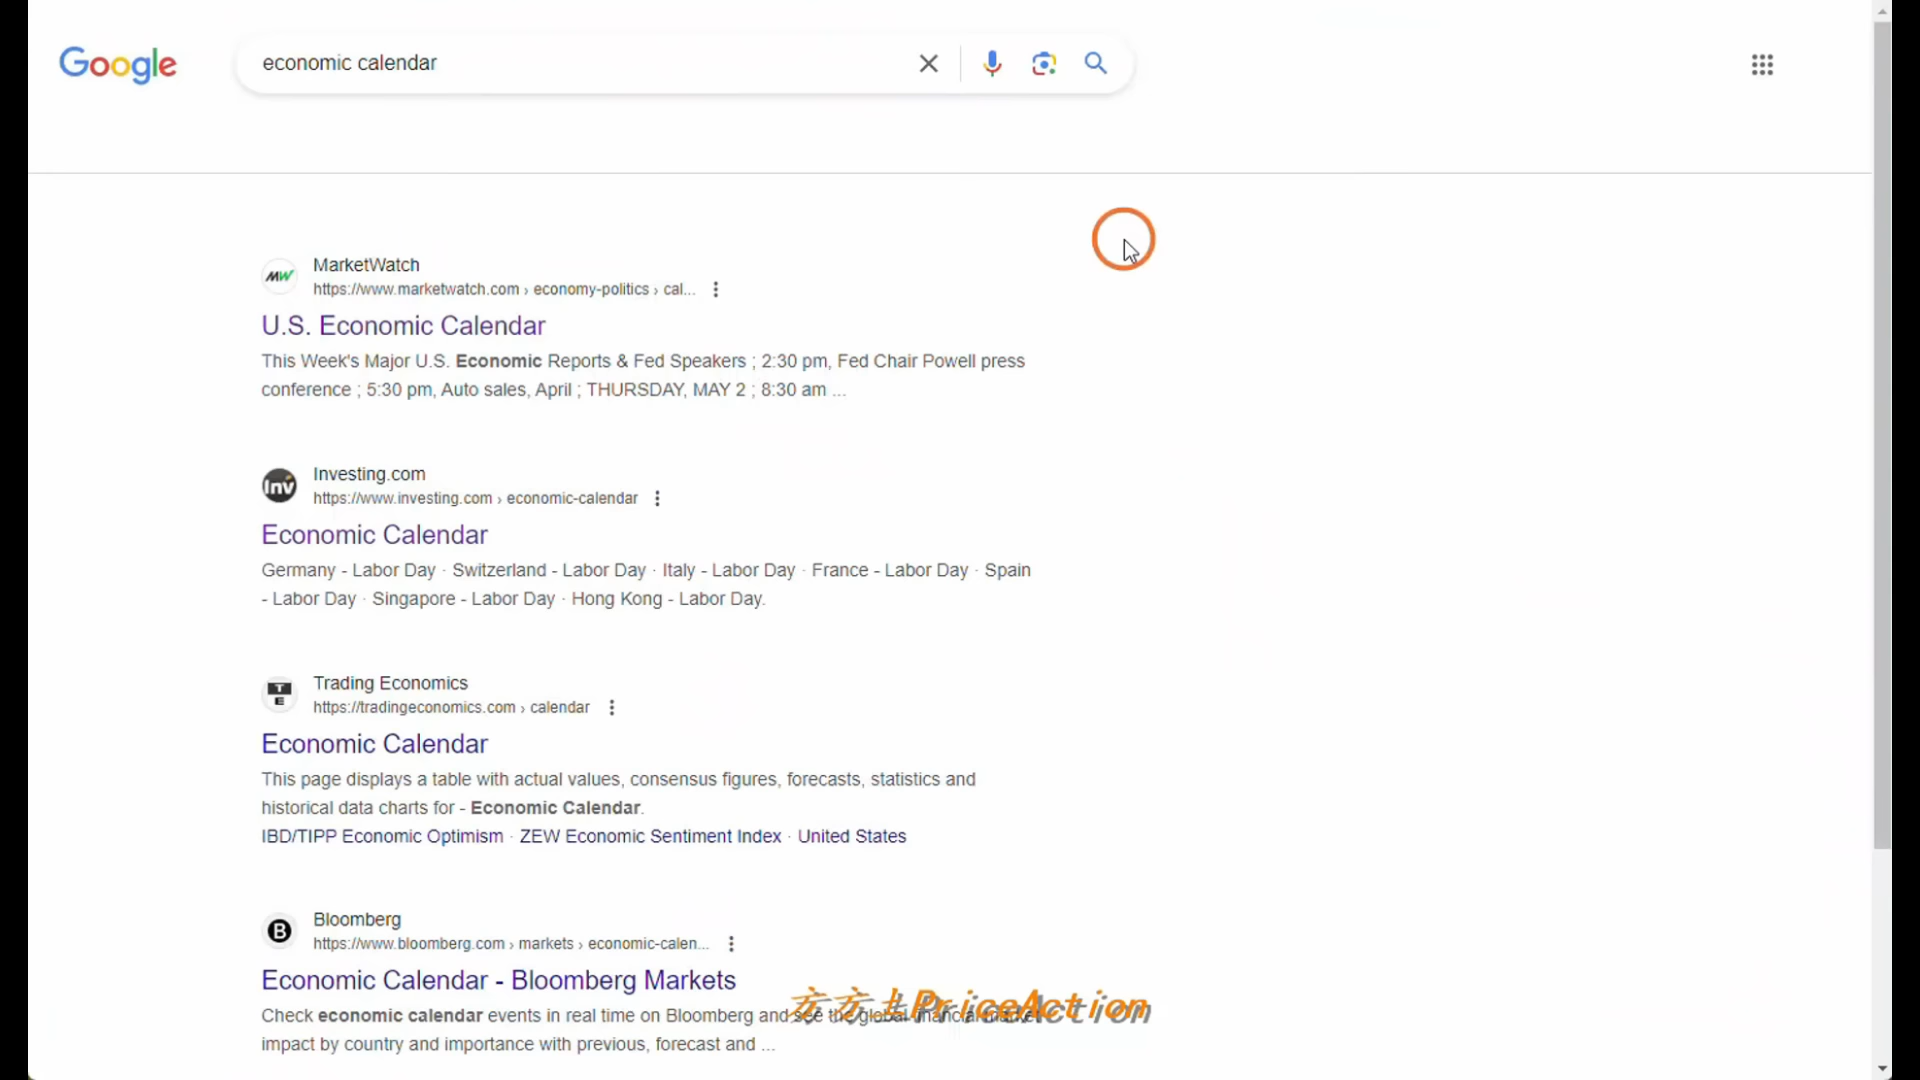 Google
economic calendar
MW
MarketWatch
https://www.marketwatch.com › economy-politics › cal...
U.S. Economic Calendar
This Week's Major U.S. Economic Reports & Fed Speakers ; 2:30 pm, Fed Chair Powell press
conference ; 5:30 pm, Auto sales, April ; THURSDAY, MAY 2 ; 8:30 am ...
Inv
Investing.com
https://www.investing.com › economic-calendar
Economic Calendar
Germany - Labor Day · Switzerland - Labor Day · Italy - Labor Day · France - Labor Day · Spain
- Labor Day · Singapore - Labor Day · Hong Kong - Labor Day.
TE
Trading Economics
https://tradingeconomics.com › calendar
Economic Calendar
This page displays a table with actual values, consensus figures, forecasts, statistics and
historical data charts for - Economic Calendar.
IBD/TIPP Economic Optimism · ZEW Economic Sentiment Index · United States
B
Bloomberg
https://www.bloomberg.com › markets › economic-calen...
Economic Calendar - Bloomberg Markets
Check economic calendar events in real time on Bloomberg and see the global financial market
impact by country and importance with previous, forecast and ...
方方土PriceAction